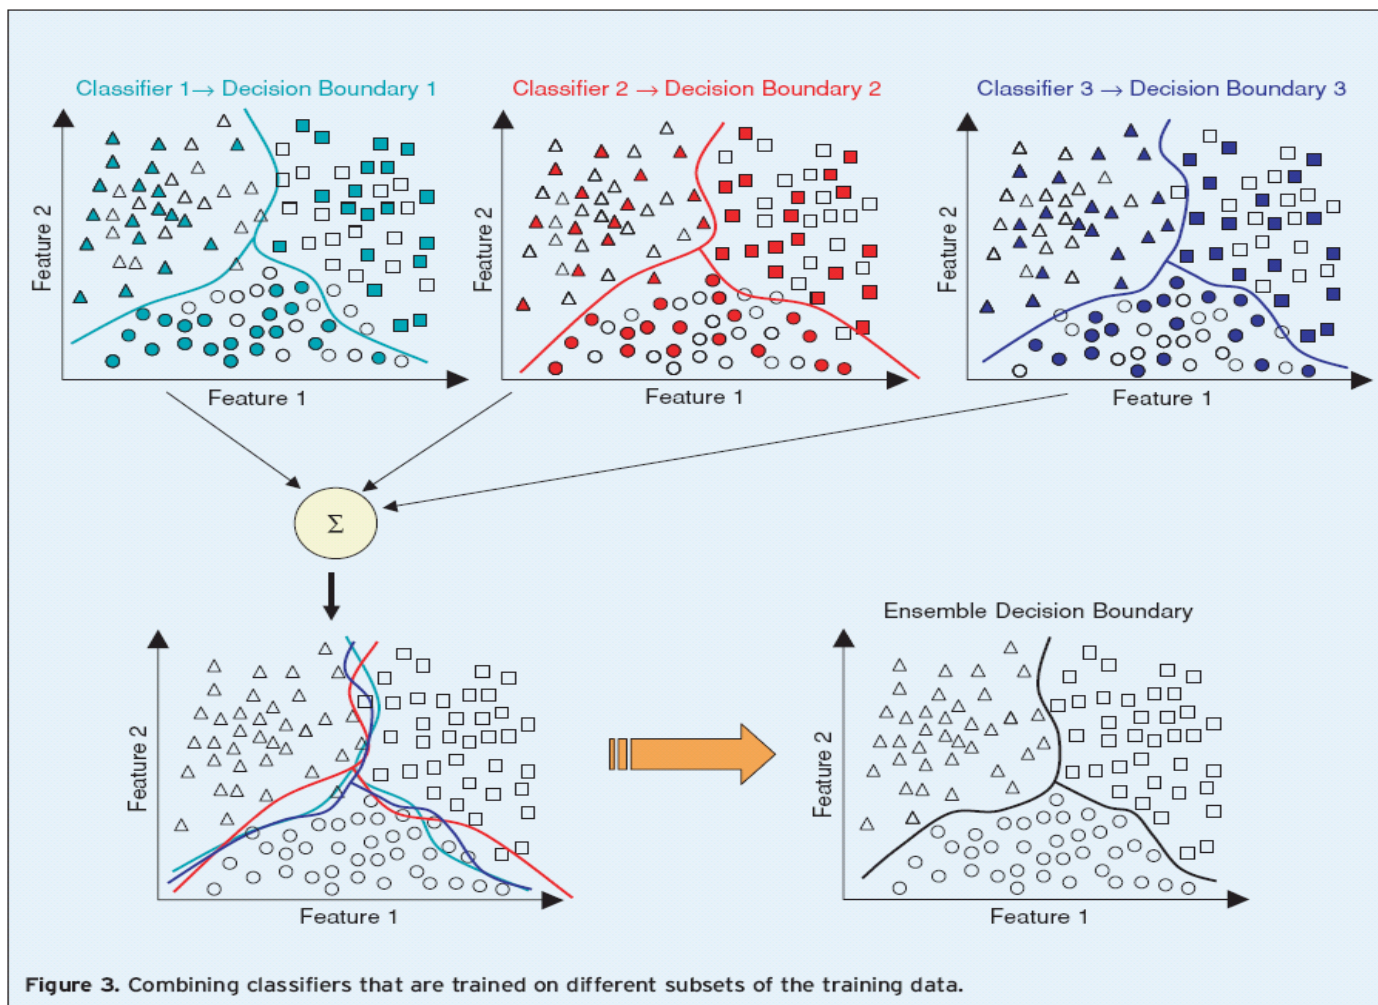 Classifier 1→ Decision Boundary 1
Classifier 2 → Decision Boundary 2
Classifier 3 → Decision Boundary 3
Feature 2
Feature 2
Feature 2
Feature 1
Feature 1
Feature 1
Σ
Ensemble Decision Boundary
Feature 2
Feature 2
Feature 1
Feature 1
Figure 3. Combining classifiers that are trained on different subsets of the training data.